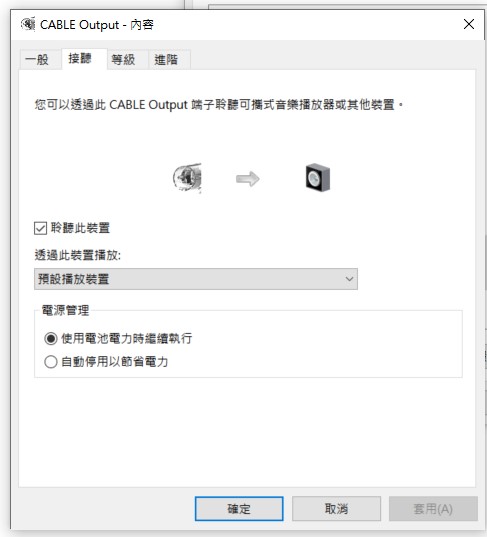 CABLE Output - 內容
一般 接聽 等級 進階
您可以透過此 CABLE Output 端子聆聽可攜式音樂播放器或其他裝置。
聆聽此裝置
透過此裝置播放:
預設播放裝置
電源管理
使用電池電力時繼續執行
自動停用以節省電力
確定 取消 套用(A)